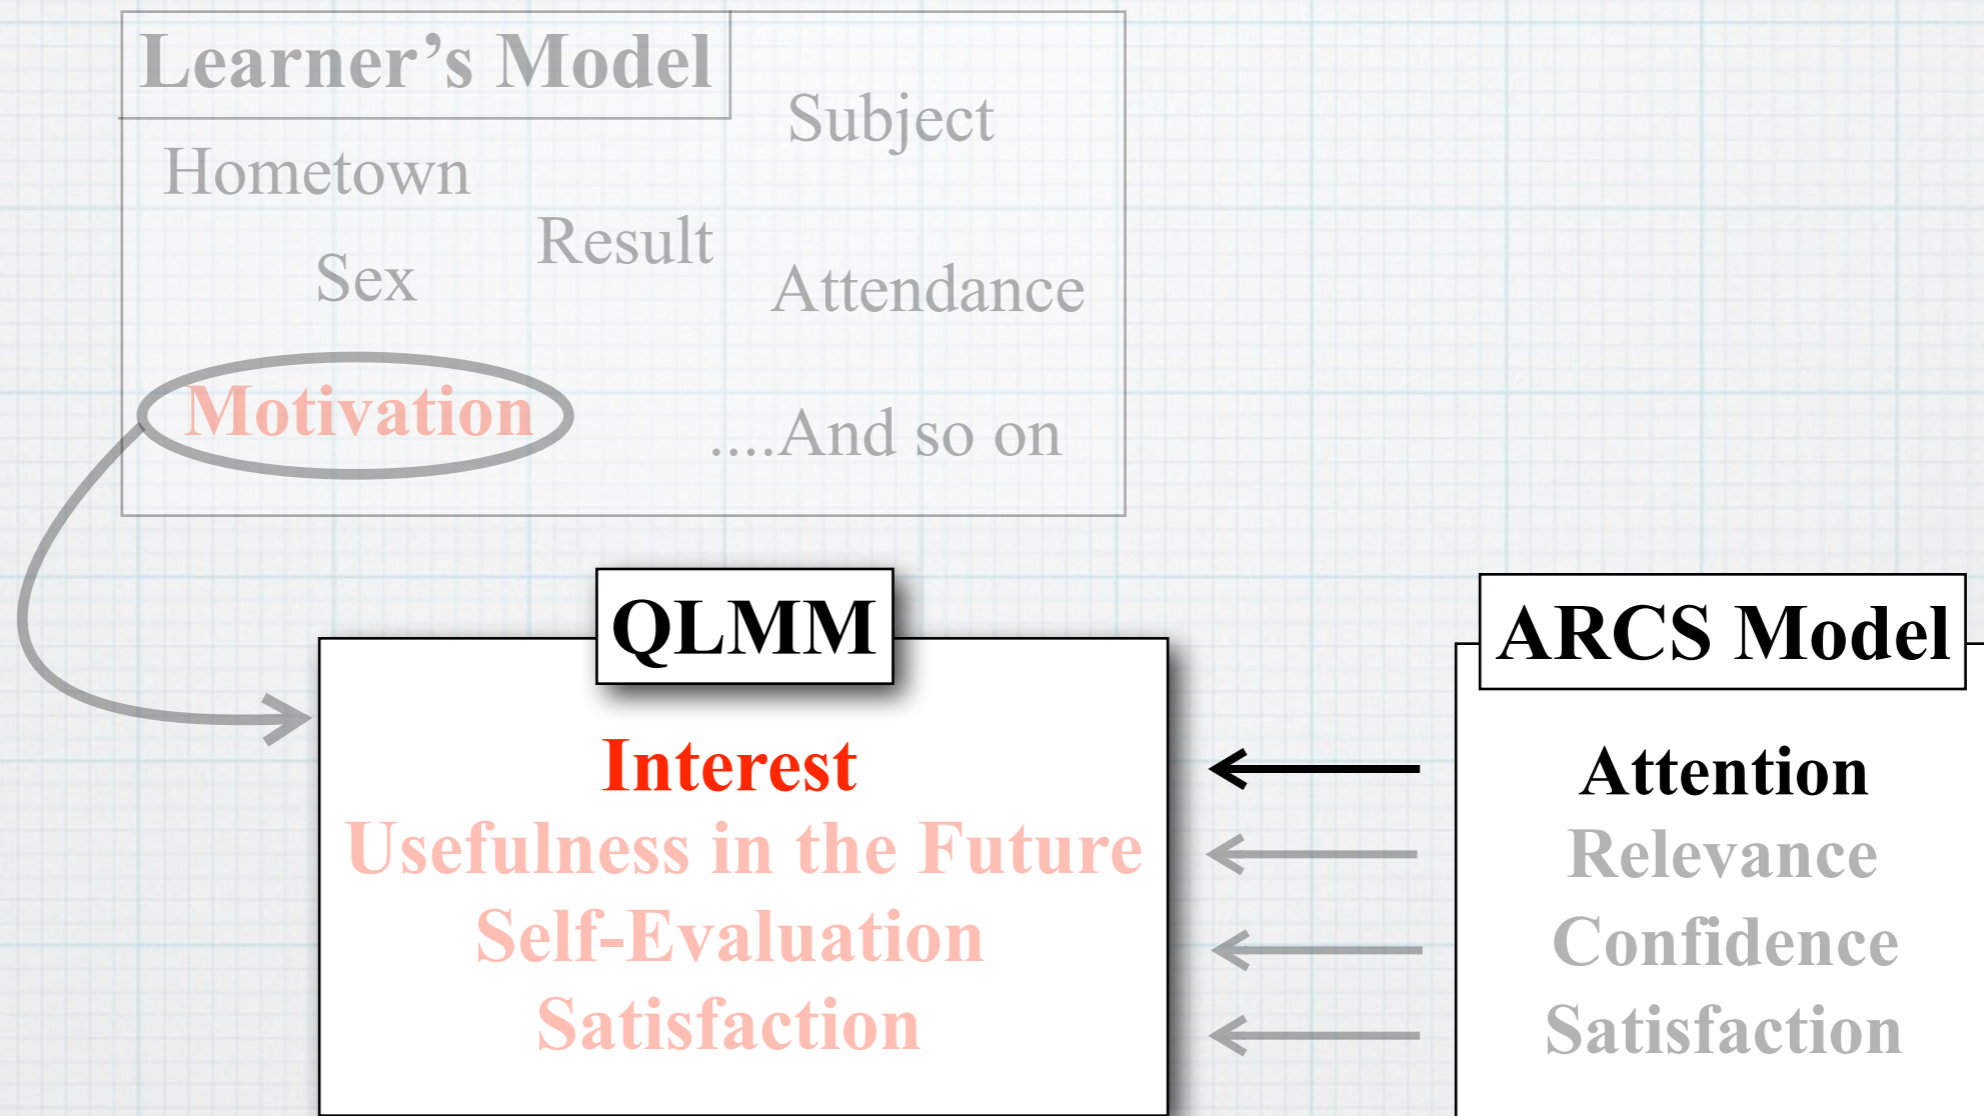 Learner’s Model
Subject
Hometown
Result
Sex
Attendance
Motivation
....And so on
QLMM
Interest
Usefulness in the Future
Self-Evaluation
Satisfaction
ARCS Model
Attention
Relevance
Confidence
Satisfaction